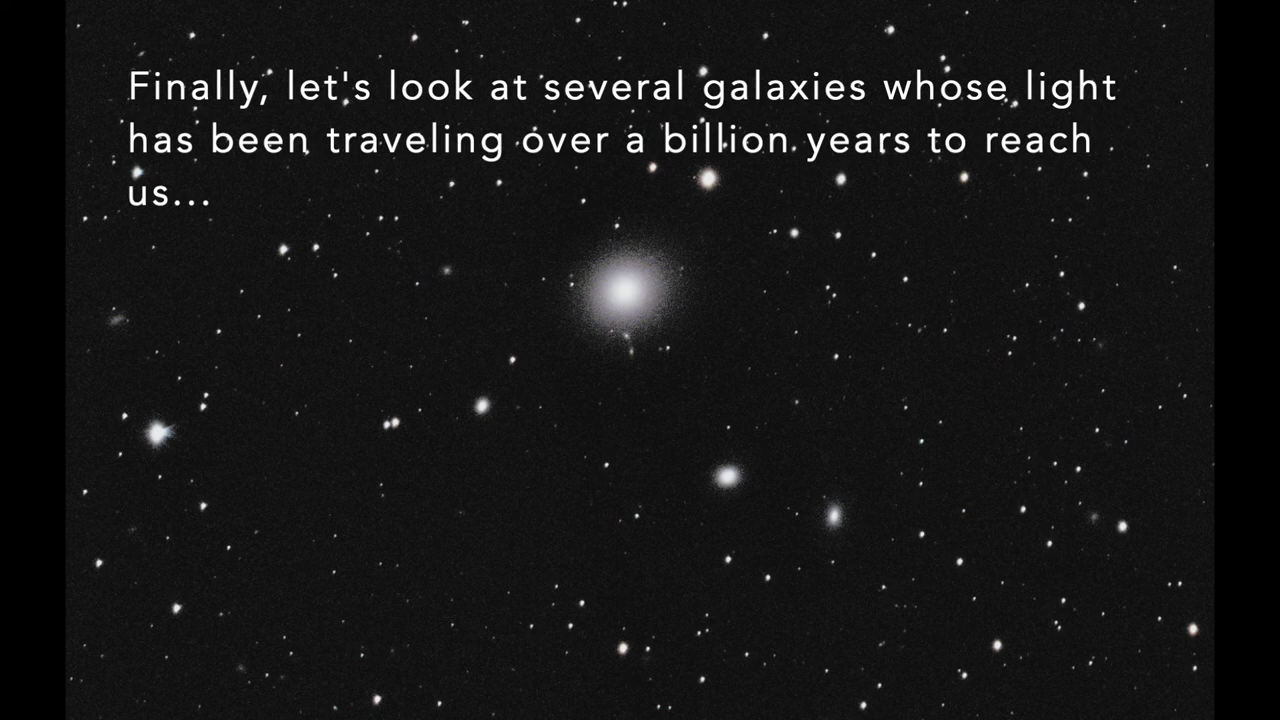 Finally, let's look at several galaxies whose light
has been traveling over a billion years to reach
us...